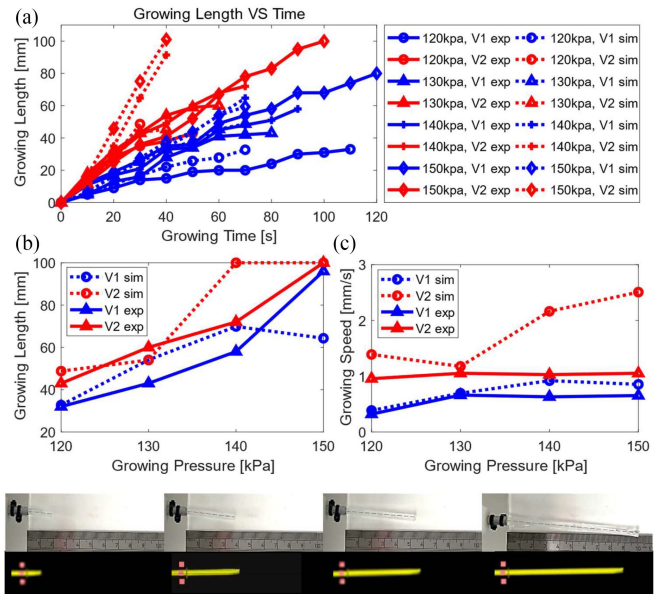 (a)
Growing Length VS Time
Growing Length [mm]
100
80
60
40
20
0
0 20 40 60 80 100 120
Growing Time [s]
120kpa, V1 exp
120kpa, V2 exp
130kpa, V1 exp
130kpa, V2 exp
140kpa, V1 exp
140kpa, V2 exp
150kpa, V1 exp
150kpa, V2 exp
120kpa, V1 sim
120kpa, V2 sim
130kpa, V1 sim
130kpa, V2 sim
140kpa, V1 sim
140kpa, V2 sim
150kpa, V1 sim
150kpa, V2 sim
(b)
Growing Length [mm]
100
80
60
40
20
120 130 140 150
Growing Pressure [kPa]
V1 sim
V2 sim
V1 exp
V2 exp
(c)
Growing Speed [mm/s]
3
2
1
0
120 130 140 150
Growing Pressure [kPa]
V1 sim
V2 sim
V1 exp
V2 exp